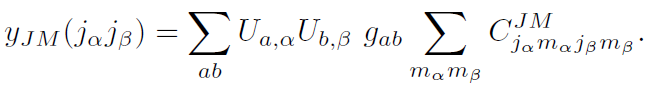 y_{JM}(j_α j_β) = \sum_{ab} U_{a,α} U_{b,β} g_{ab} \sum_{m_α m_β} C^{JM}_{j_α m_α j_β m_β}.